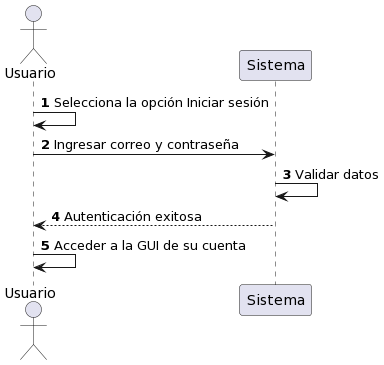 Usuario
Sistema
1 Selecciona la opción Iniciar sesión
2 Ingresar correo y contraseña
3 Validar datos
4 Autenticación exitosa
5 Acceder a la GUI de su cuenta
Usuario
Sistema